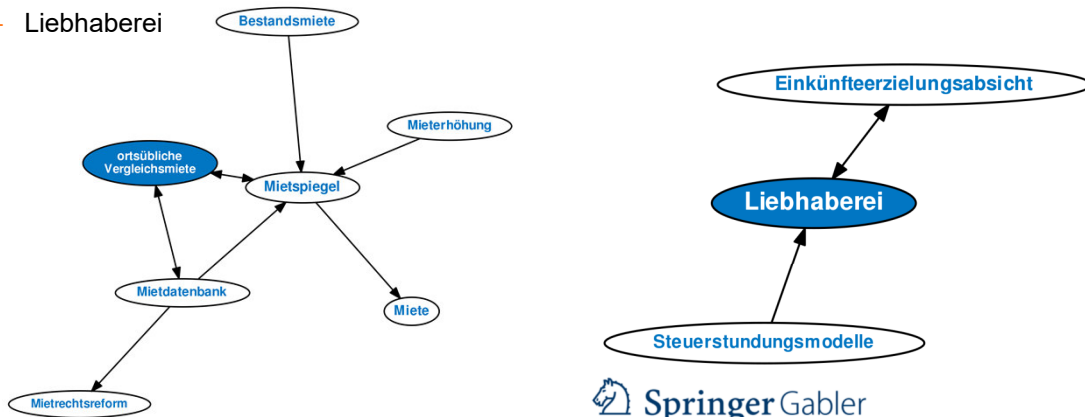 Liebhaberei
Bestandsmiete
Mieterhöhung
ortsübliche
Vergleichsmiete
Mietspiegel
Mietdatenbank
Miete
Mietrechtsreform
Einkünfteerzielungsabsicht
Liebhaberei
Steuerstundungsmodelle
Springer Gabler